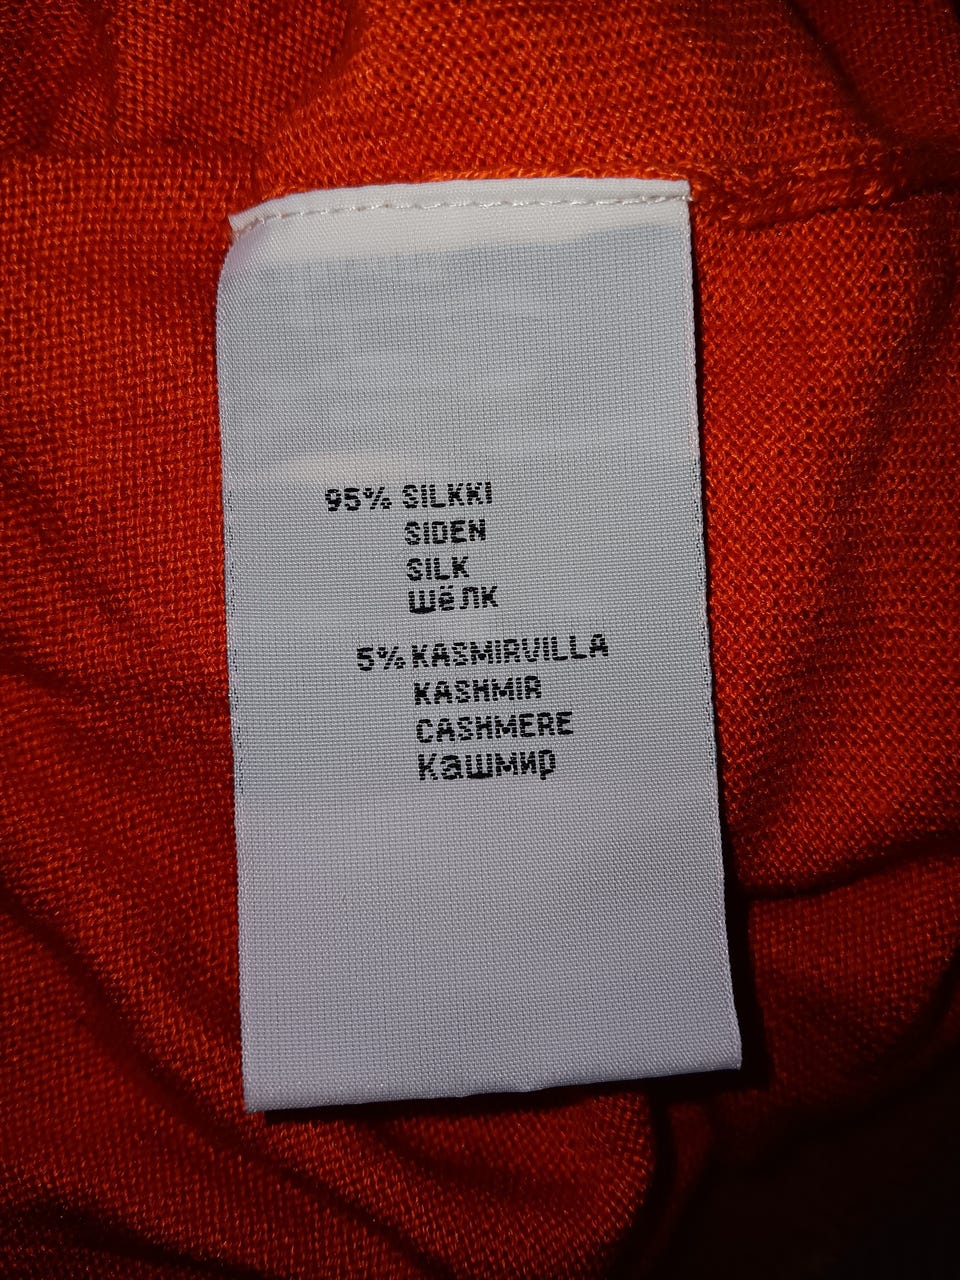 95% SILKKI
SIDEN
SILK
шёлк
5% KASMIRVILLA
KASHMIR
CASHMERE
Кашмир